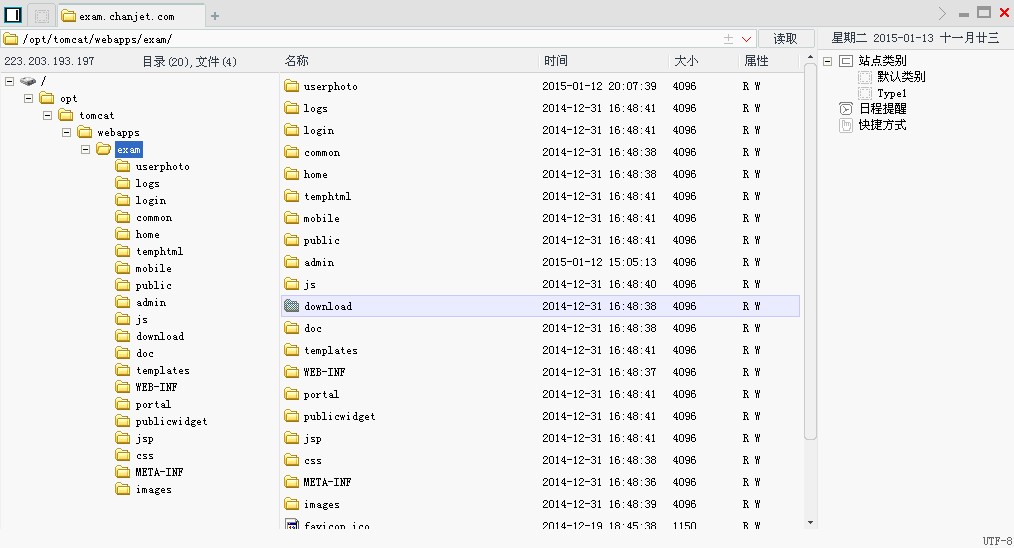 exam.chanjet.com
/opt/tomcat/webapps/exam/ 读取 星期二 2015-01-13 十一月廿三
223.203.193.197 目录(20),文件(4)
/
opt
tomcat
webapps
exam
userphoto
logs
login
common
home
temphtml
mobile
public
admin
js
download
doc
templates
WEB-INF
portal
publicwidget
jsp
css
META-INF
images
名称 时间 大小 属性
userphoto 2015-01-12 20:07:39 4096 R W
logs 2014-12-31 16:48:41 4096 R W
login 2014-12-31 16:48:41 4096 R W
common 2014-12-31 16:48:38 4096 R W
home 2014-12-31 16:48:38 4096 R W
temphtml 2014-12-31 16:48:41 4096 R W
mobile 2014-12-31 16:48:41 4096 R W
public 2014-12-31 16:48:41 4096 R W
admin 2015-01-12 15:05:13 4096 R W
js 2014-12-31 16:48:40 4096 R W
download 2014-12-31 16:48:38 4096 R W
doc 2014-12-31 16:48:38 4096 R W
templates 2014-12-31 16:48:41 4096 R W
WEB-INF 2014-12-31 16:48:37 4096 R W
portal 2014-12-31 16:48:41 4096 R W
publicwidget 2014-12-31 16:48:41 4096 R W
jsp 2014-12-31 16:48:41 4096 R W
css 2014-12-31 16:48:38 4096 R W
META-INF 2014-12-31 16:48:36 4096 R W
images 2014-12-31 16:48:39 4096 R W
favicon.ico 2014-12-19 18:45:38 1150 R W
站点类别
默认类别
Type1
日程提醒
快捷方式
UTF-8